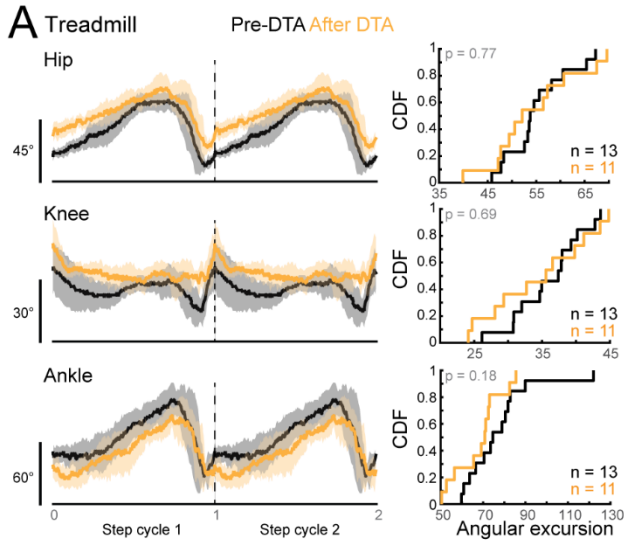 A Treadmill Pre-DTA After DTA
Hip
45°
CDF
1
0.8
0.6
0.4
0.2
0
p = 0.77
n = 13
n = 11
35 45 55 65
Knee
30°
CDF
1
0.8
0.6
0.4
0.2
0
p = 0.69
n = 13
n = 11
25 35 45
Ankle
60°
0 1 2
Step cycle 1 Step cycle 2
CDF
1
0.8
0.6
0.4
0.2
0
p = 0.18
n = 13
n = 11
50 70 90 110 130
Angular excursion